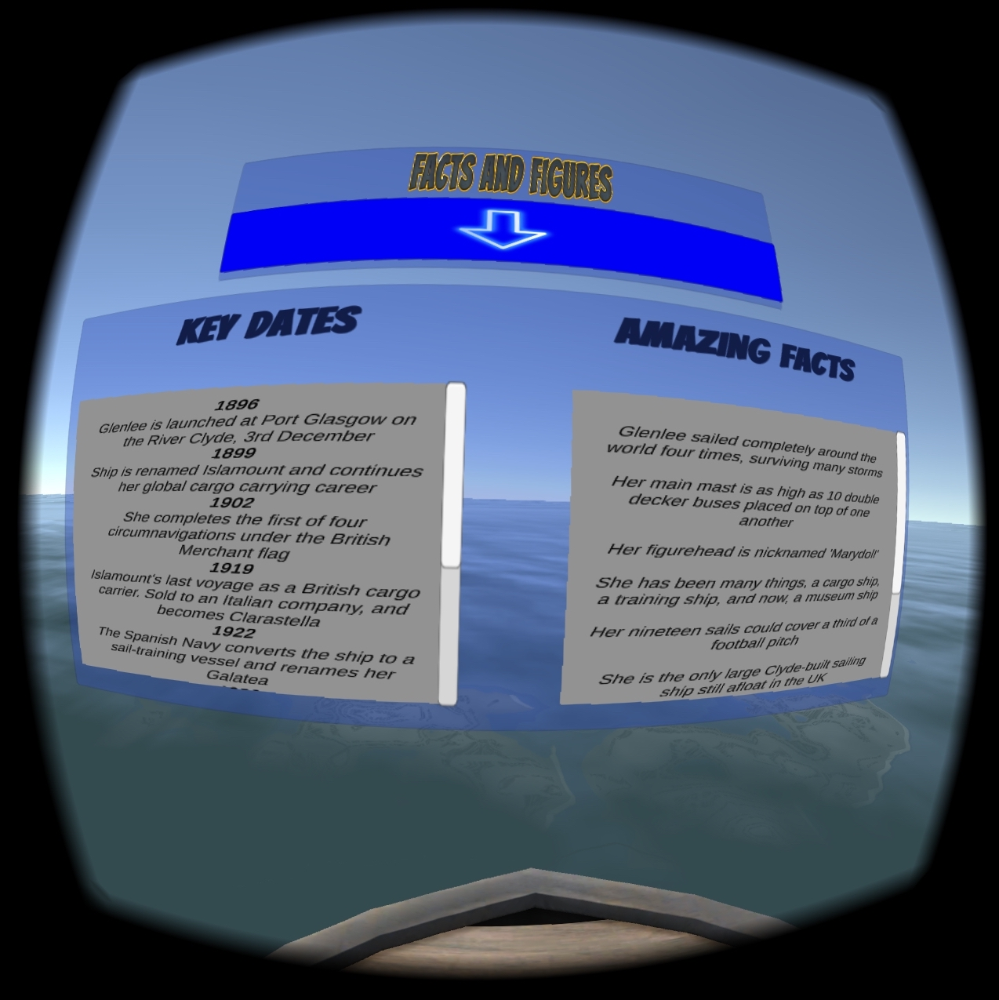 FACTS AND FIGURES
KEY DATES
1896
Glenlee is launched at Port Glasgow on
the River Clyde, 3rd December
1899
Ship is renamed Islamount and continues
her global cargo carrying career
1902
She completes the first of four
circumnavigations under the British
Merchant flag
1919
Islamount's last voyage as a British cargo
carrier. Sold to an Italian company, and
becomes Clarastella
1922
The Spanish Navy converts the ship to a
sail-training vessel and renames her
Galatea
AMAZING FACTS
Glenlee sailed completely around the
world four times, surviving many storms
Her main mast is as high as 10 double
decker buses placed on top of one
another
Her figurehead is nicknamed 'Marydoll'
She has been many things, a cargo ship,
a training ship, and now, a museum ship
Her nineteen sails could cover a third of a
football pitch
She is the only large Clyde-built sailing
ship still afloat in the UK